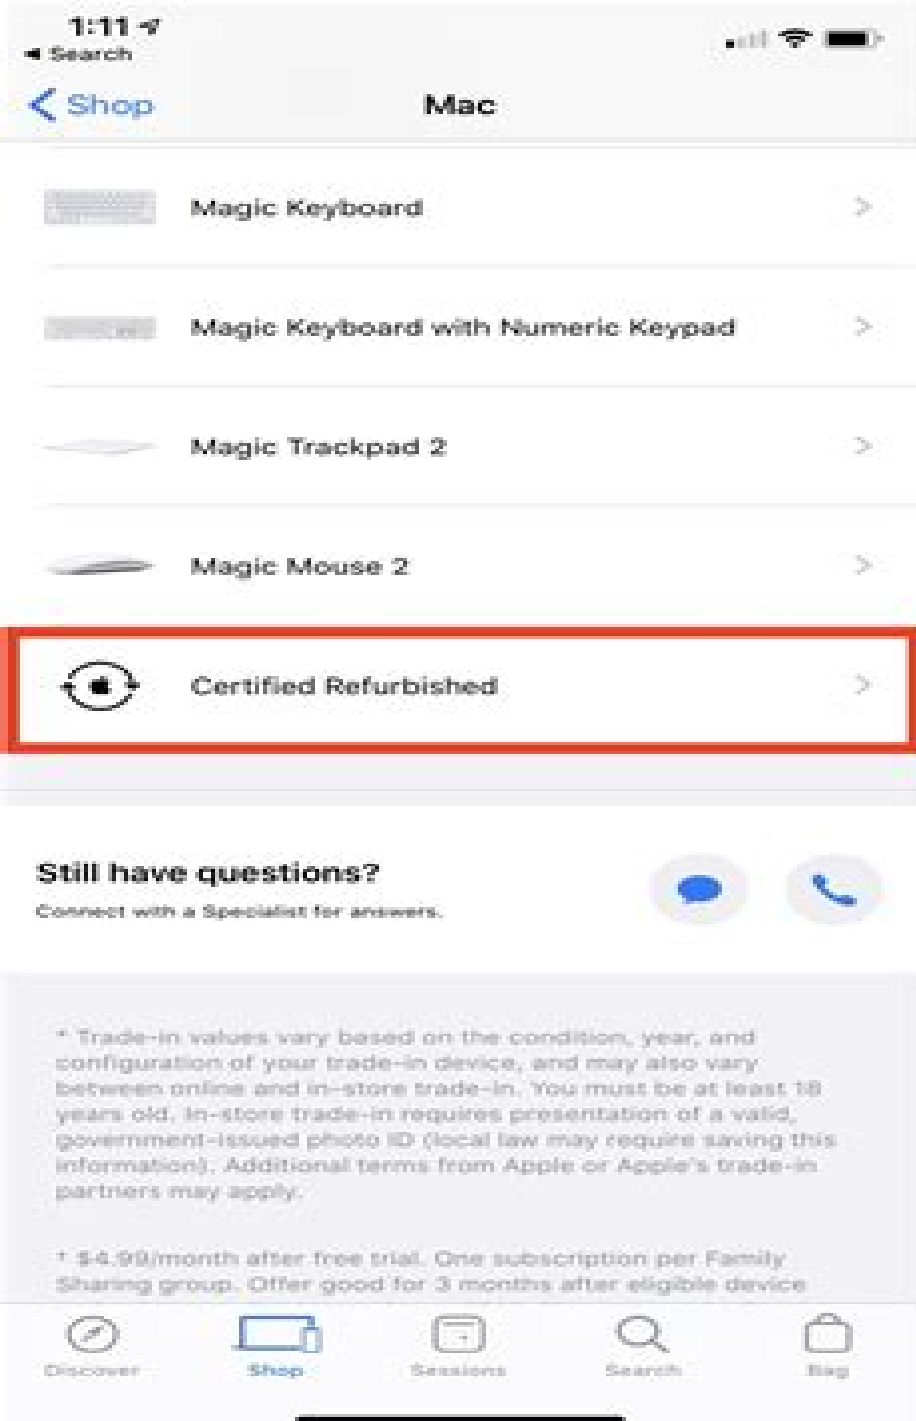 1:11
Search
Shop
Mac
Magic Keyboard
Magic Keyboard with Numeric Keypad
Magic Trackpad 2
Magic Mouse 2
Certified Refurbished
Still have questions?
Connect with a Specialist for answers.
* Trade-in values vary based on the condition, year, and
configuration of your trade-in device, and may also vary
between online and in-store trade-in. You must be at least 18
years old. In-store trade-in requires presentation of a valid,
government-issued photo ID (local law may require saving this
information). Additional terms from Apple or Apple's trade-in
partners may apply.
* $4.99/month after free trial. One subscription per Family
Sharing group. Offer good for 3 months after eligible device
Discover
Shop
Sessions
Search
Bag